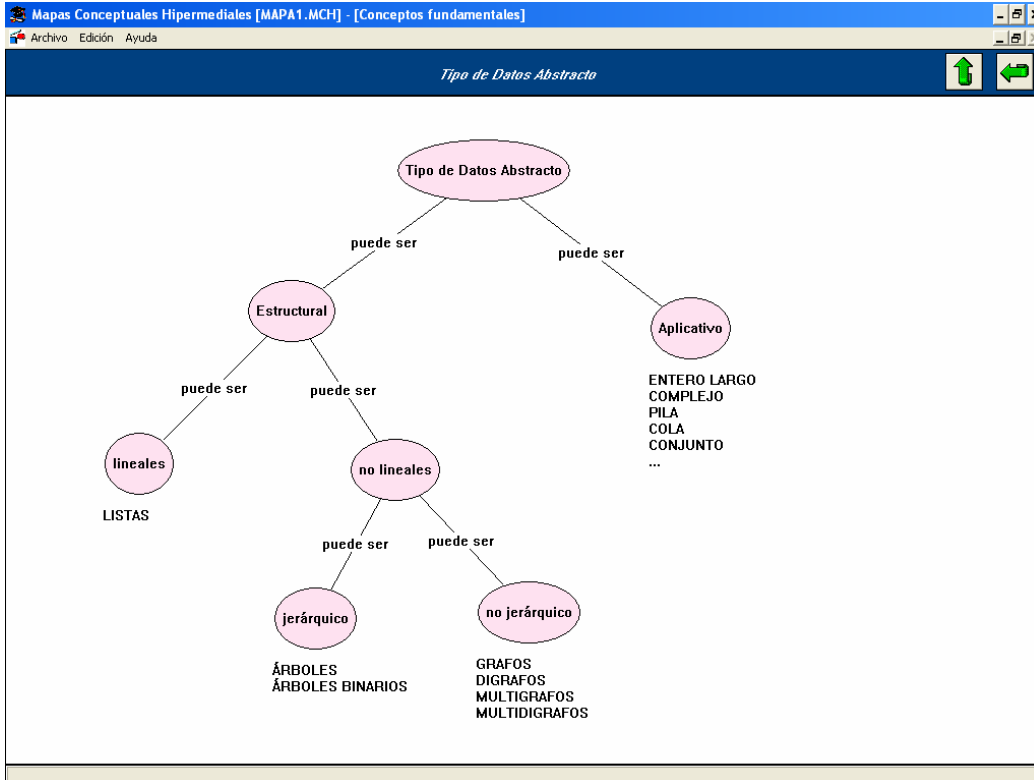 Mapas Conceptuales Hipermediales [MAPA1.MCH] - [Conceptos fundamentales]
Archivo Edición Ayuda
Tipo de Datos Abstracto
Tipo de Datos Abstracto
puede ser
puede ser
Estructural
Aplicativo
ENTERO LARGO
COMPLEJO
PILA
COLA
CONJUNTO
...
puede ser
puede ser
lineales
LISTAS
no lineales
puede ser
puede ser
jerárquico
ÁRBOLES
ÁRBOLES BINARIOS
no jerárquico
GRAFOS
DIGRAFOS
MULTIGRAFOS
MULTIDIGRAFOS